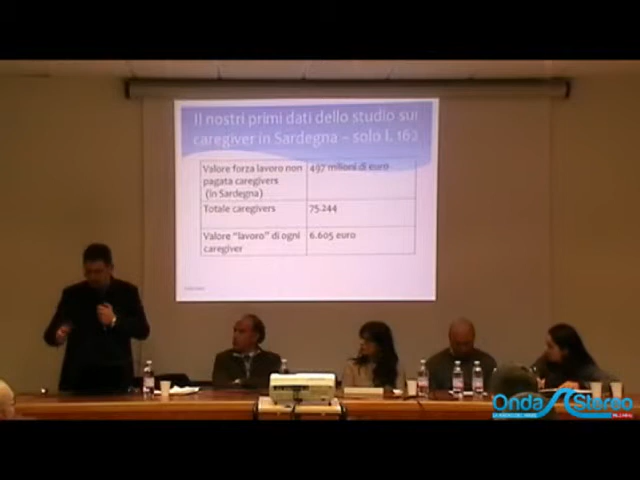 Il nostri primi dati dello studio sui
caregiver in Sardegna – solo L 162
Valore forza lavoro non
pagata caregivers
(in Sardegna)
497 milioni di euro
Totale caregivers
75.244
Valore “lavoro” di ogni
caregiver
6.605 euro
Onda Stereo